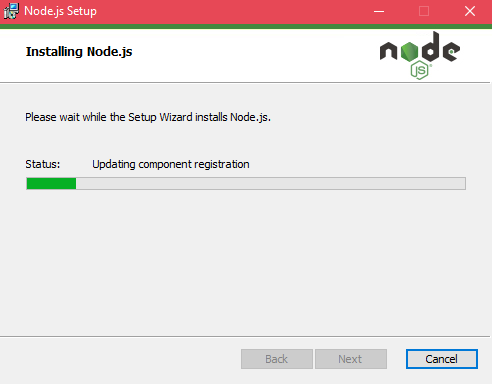 Node.js Setup
Installing Node.js
node
JS
Please wait while the Setup Wizard installs Node.js.
Status: Updating component registration
Back Next Cancel